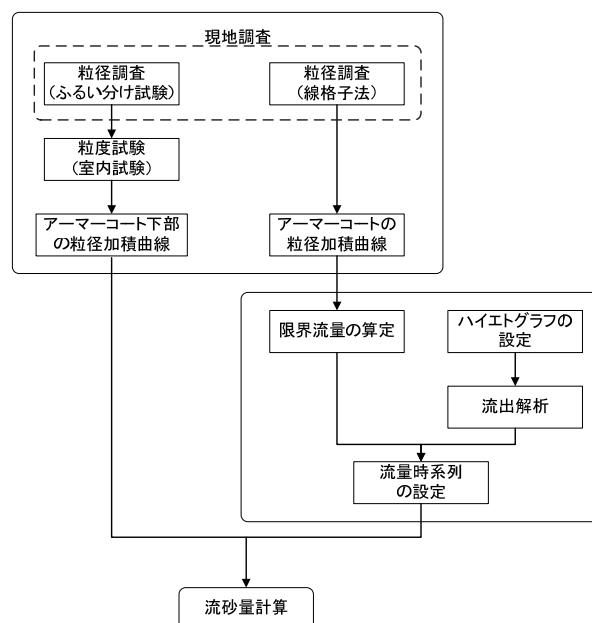 現地調査
粒径調査
（ふるい分け試験）
粒径調査
（線格子法）
粒度試験
（室内試験）
アーマーコート下部
の粒径加積曲線
アーマーコートの
粒径加積曲線
限界流量の算定
ハイエトグラフの
設定
流出解析
流量時系列
の設定
流砂量計算